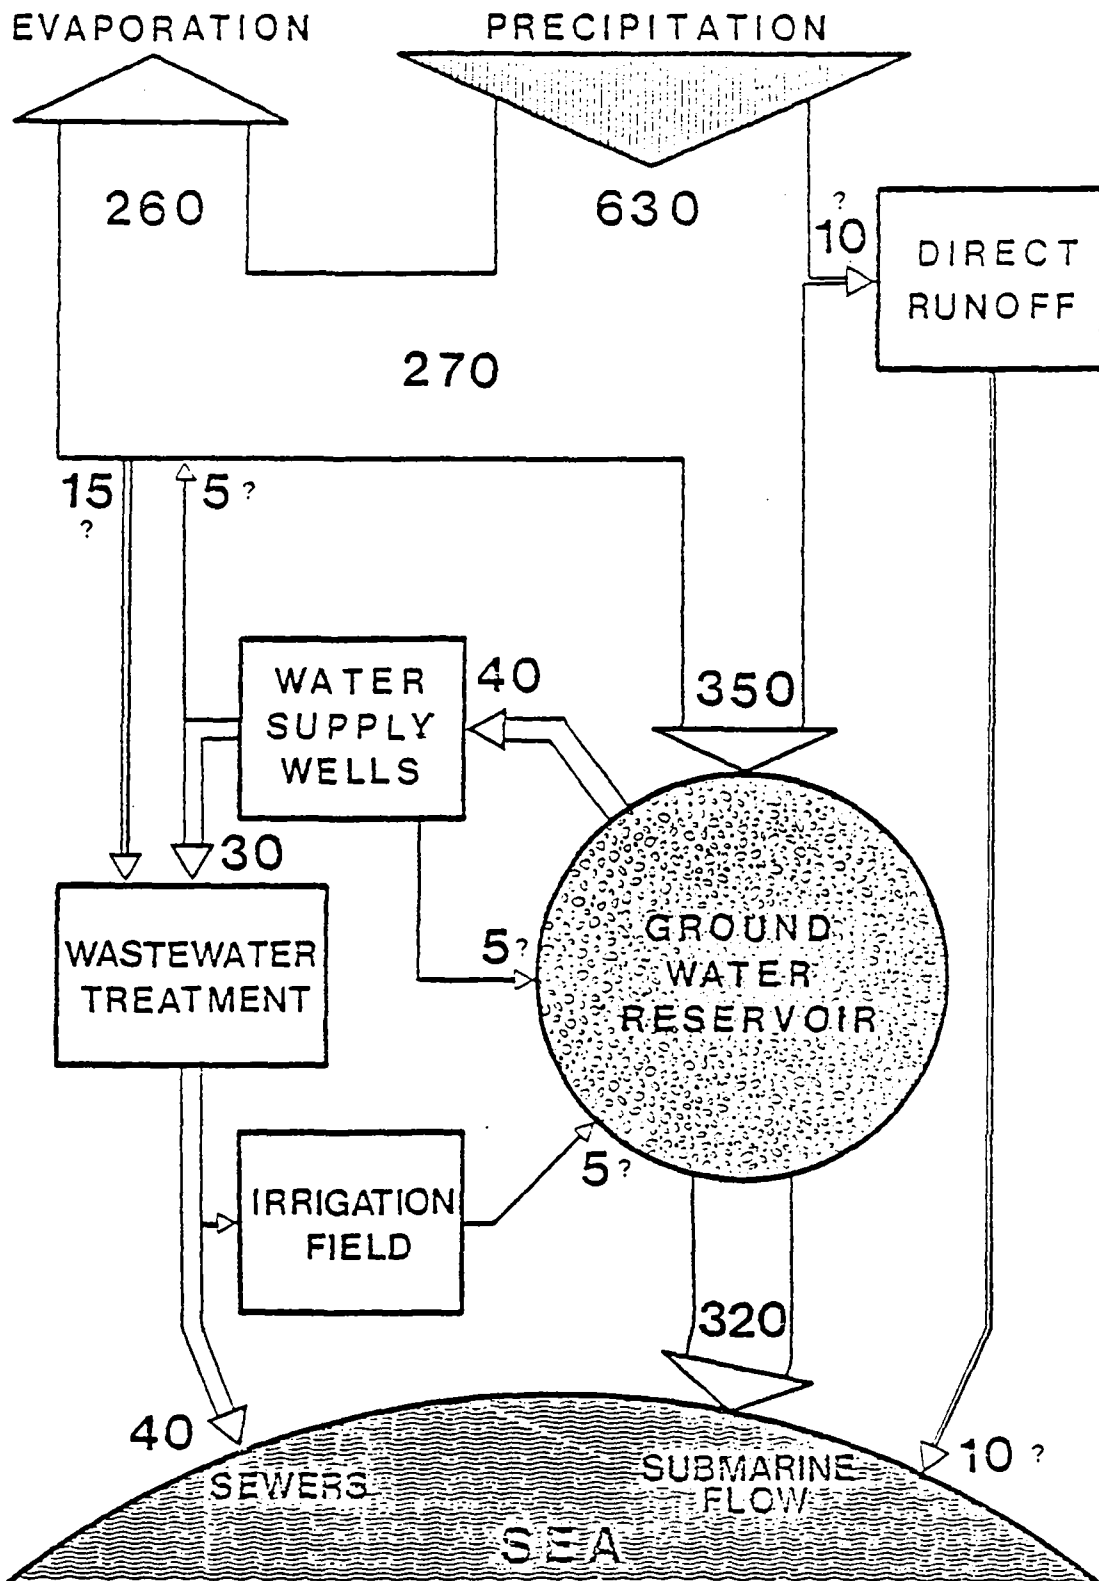 EVAPORATION
PRECIPITATION
260
630
?
10
DIRECT
RUNOFF
270
15
?
5 ?
WATER
SUPPLY
WELLS
40
350
30
WASTEWATER
TREATMENT
5 ?
GROUND
WATER
RESERVOIR
5 ?
IRRIGATION
FIELD
320
40
SEWERS
SUBMARINE
FLOW
10 ?
SEA